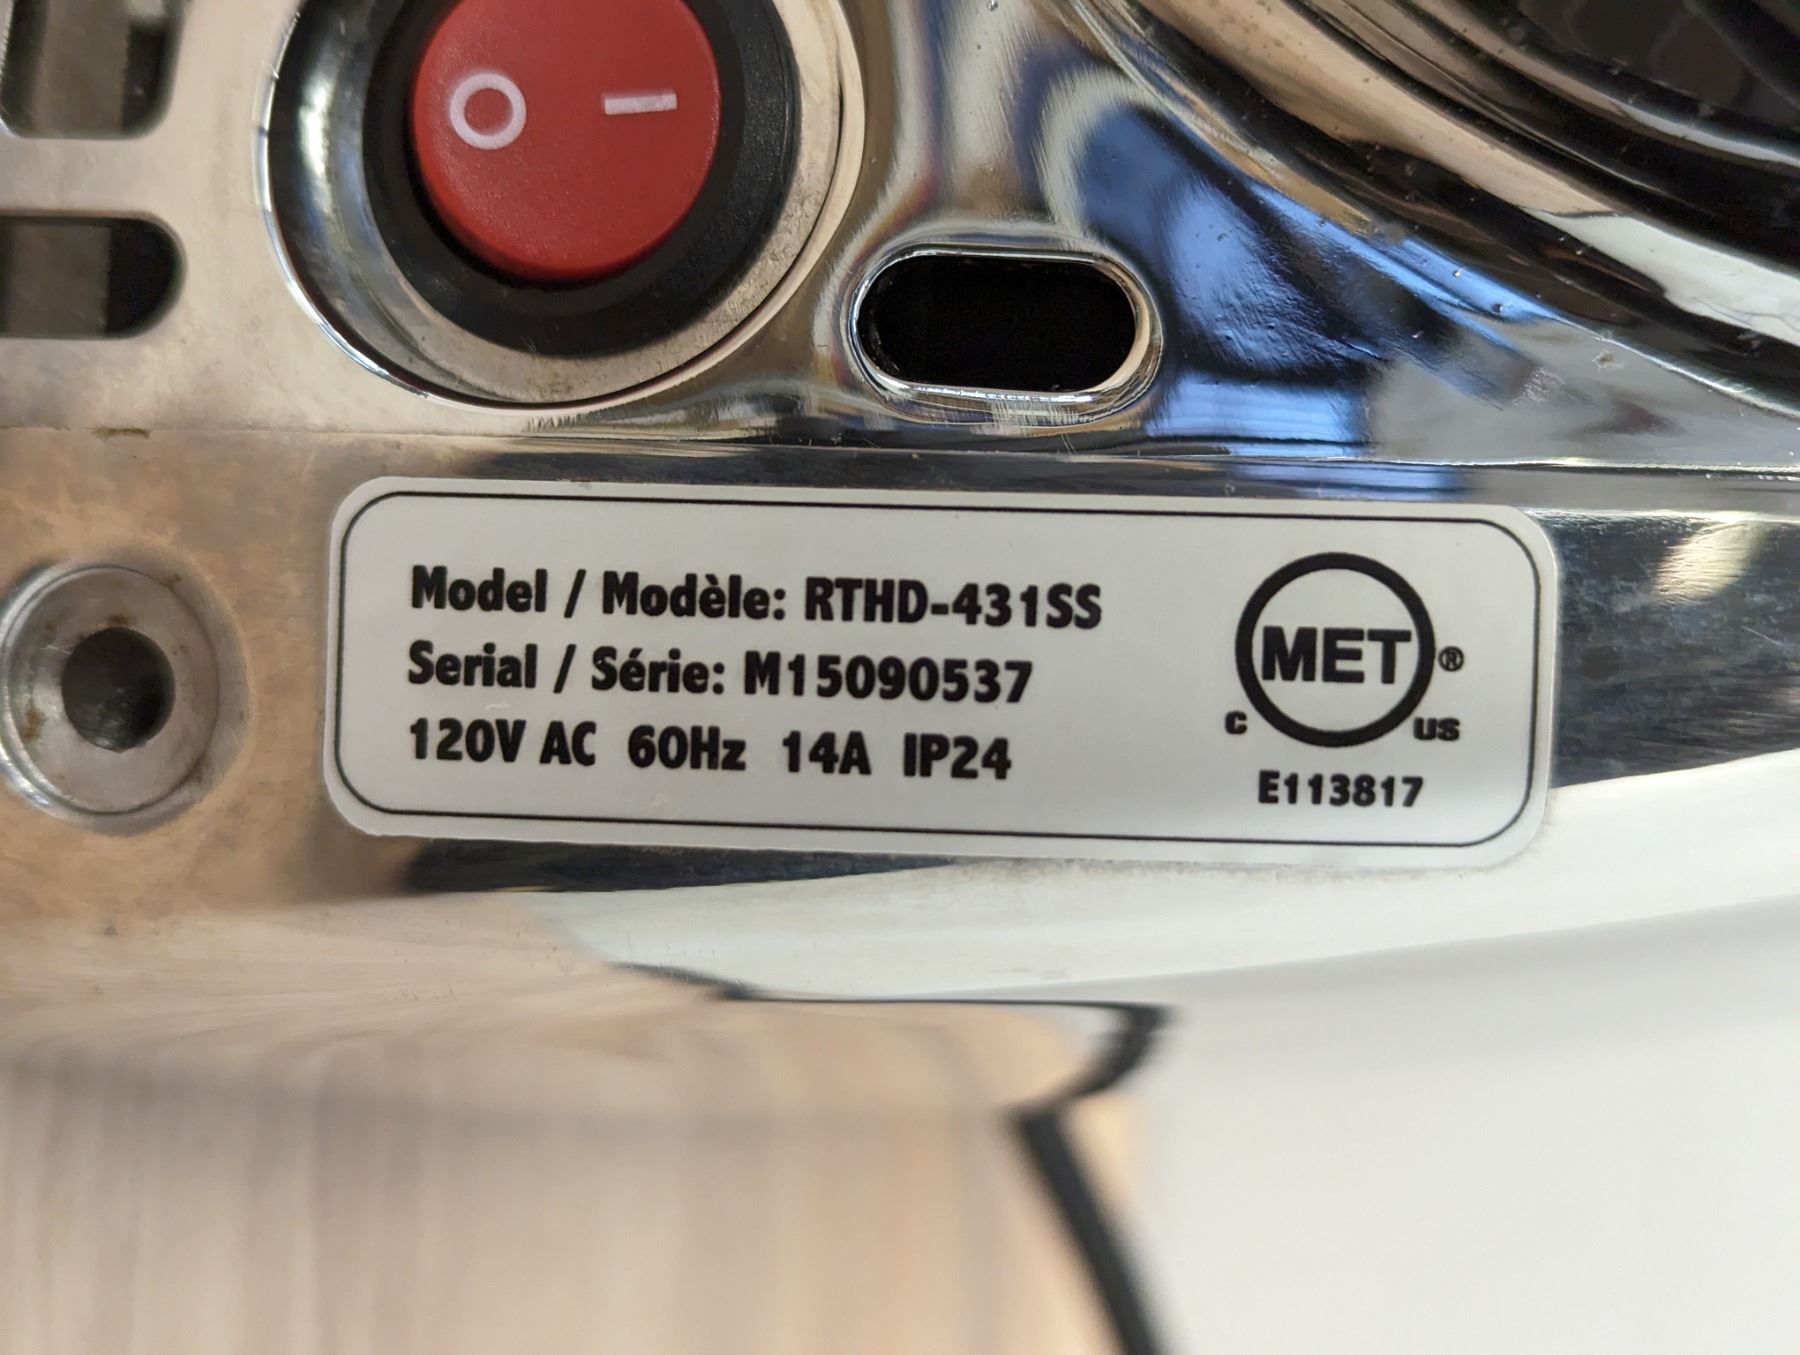 O I
Model / Modèle: RTHD-431SS
Serial / Série: M15090537
120V AC 60Hz 14A IP24
MET®
C US
E113817